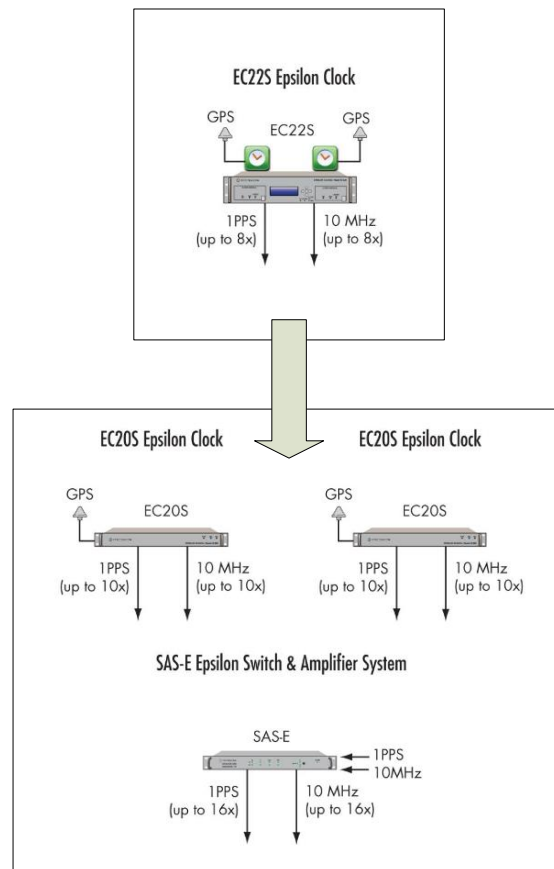 EC22S Epsilon Clock
GPS
GPS
EC22S
1PPS
(up to 8x)
10 MHz
(up to 8x)
EC20S Epsilon Clock
EC20S Epsilon Clock
GPS
EC20S
1PPS
(up to 10x)
10 MHz
(up to 10x)
GPS
EC20S
1PPS
(up to 10x)
10 MHz
(up to 10x)
SAS-E Epsilon Switch & Amplifier System
SAS-E
1PPS
10MHz
1PPS
(up to 16x)
10 MHz
(up to 16x)